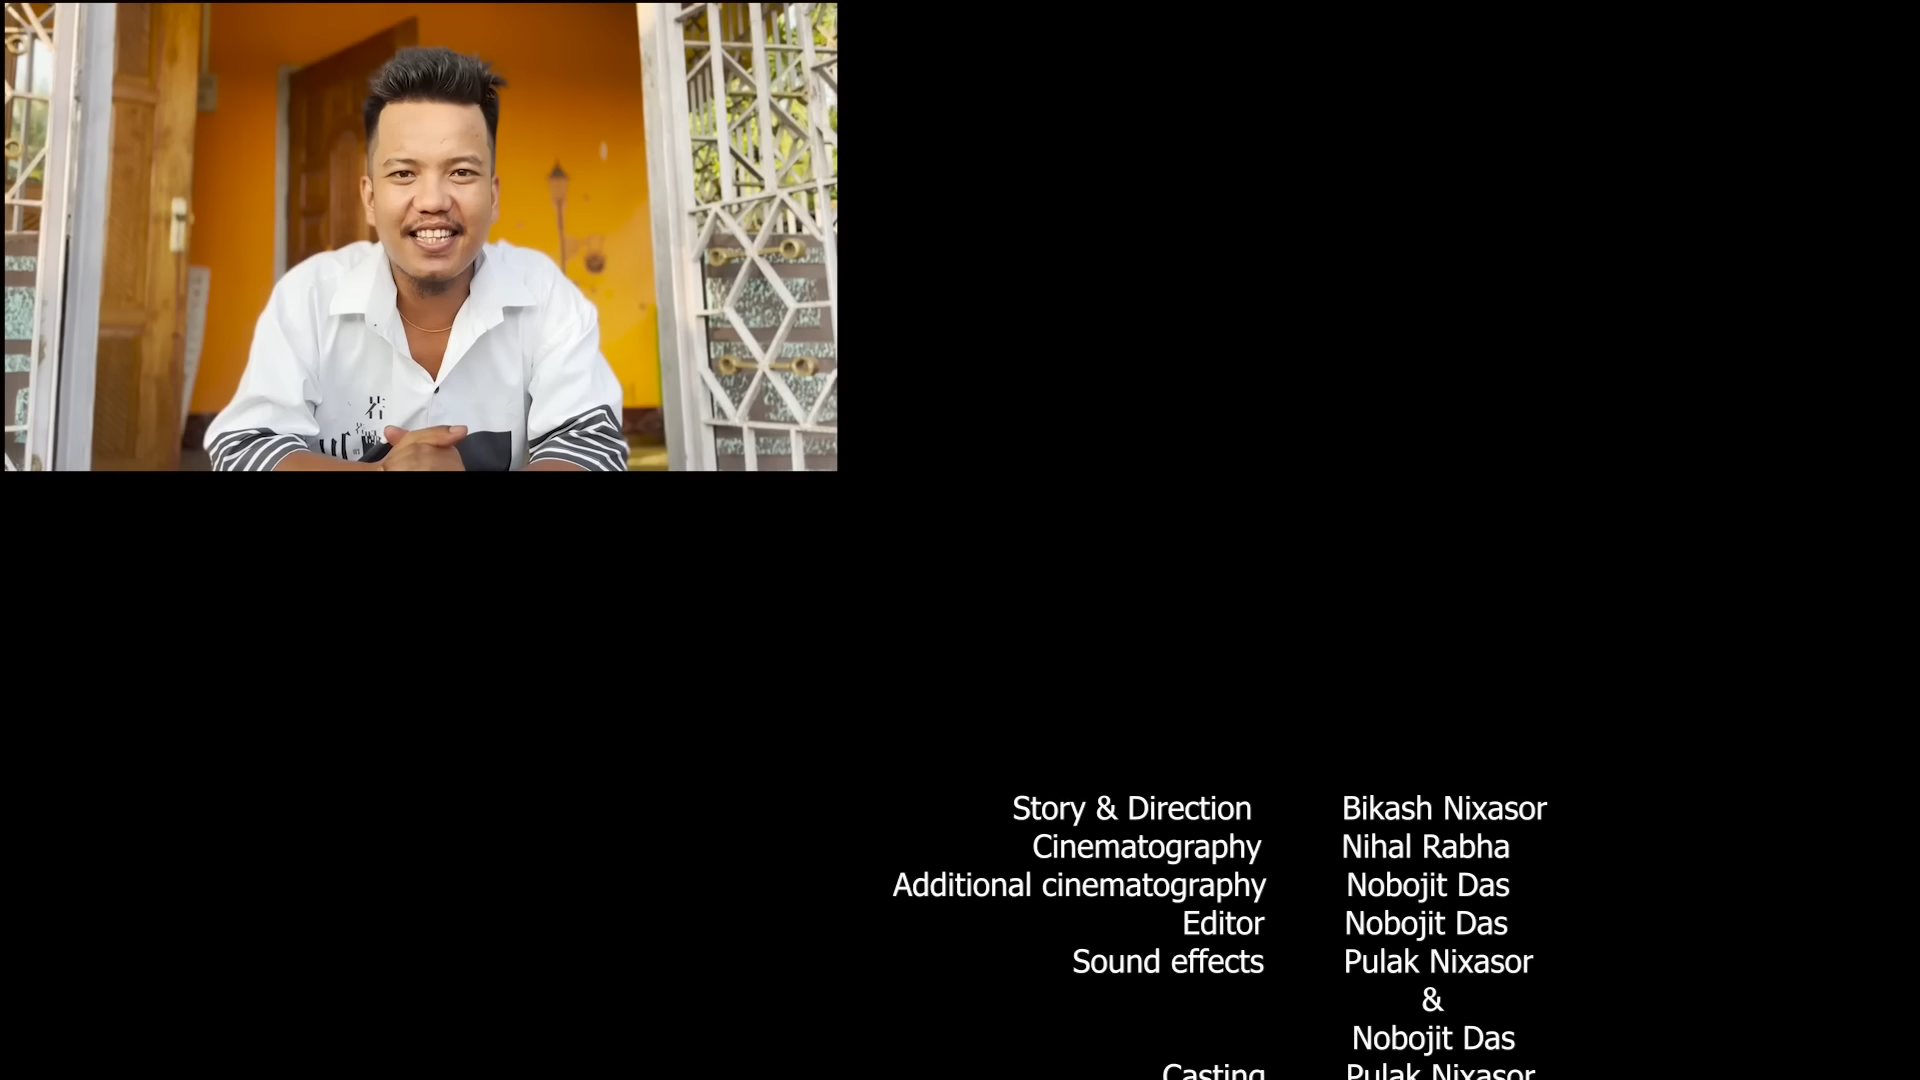 Story & Direction Bikash Nixasor
Cinematography Nihal Rabha
Additional cinematography Nobojit Das
Editor Nobojit Das
Sound effects Pulak Nixasor
&
Nobojit Das
Casting Pulak Nixasor